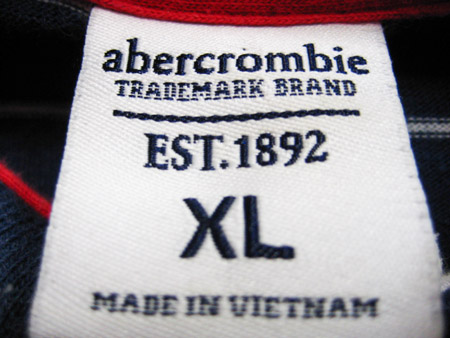 abercrombie
TRADEMARK BRAND
EST.1892
XL
MADE IN VIETNAM